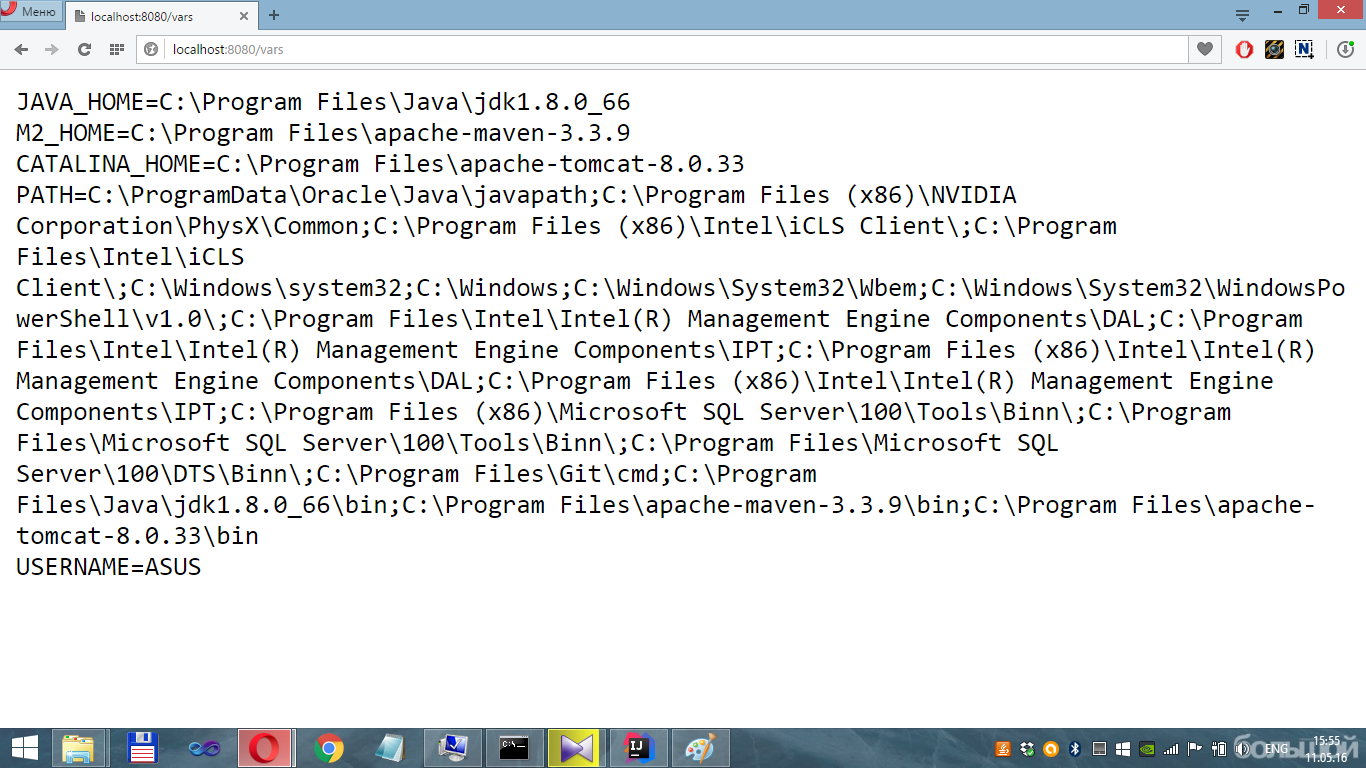 Меню
localhost:8080/vars
localhost:8080/vars
JAVA_HOME=C:\Program Files\Java\jdk1.8.0_66
M2_HOME=C:\Program Files\apache-maven-3.3.9
CATALINA_HOME=C:\Program Files\apache-tomcat-8.0.33
PATH=C:\ProgramData\Oracle\Java\javapath;C:\Program Files (x86)\NVIDIA
Corporation\PhysX\Common;C:\Program Files (x86)\Intel\iCLS Client\;C:\Program
Files\Intel\iCLS
Client\;C:\Windows\system32;C:\Windows;C:\Windows\System32\Wbem;C:\Windows\System32\WindowsPo
werShell\v1.0\;C:\Program Files\Intel\Intel(R) Management Engine Components\DAL;C:\Program
Files\Intel\Intel(R) Management Engine Components\IPT;C:\Program Files (x86)\Intel\Intel(R)
Management Engine Components\DAL;C:\Program Files (x86)\Intel\Intel(R) Management Engine
Components\IPT;C:\Program Files (x86)\Microsoft SQL Server\100\Tools\Binn\;C:\Program
Files\Microsoft SQL Server\100\Tools\Binn\;C:\Program Files\Microsoft SQL
Server\100\DTS\Binn\;C:\Program Files\Git\cmd;C:\Program
Files\Java\jdk1.8.0_66\bin;C:\Program Files\apache-maven-3.3.9\bin;C:\Program Files\apache-
tomcat-8.0.33\bin
USERNAME=ASUS
C:\_
IJ
ENG
15:55
11.05.16
больший